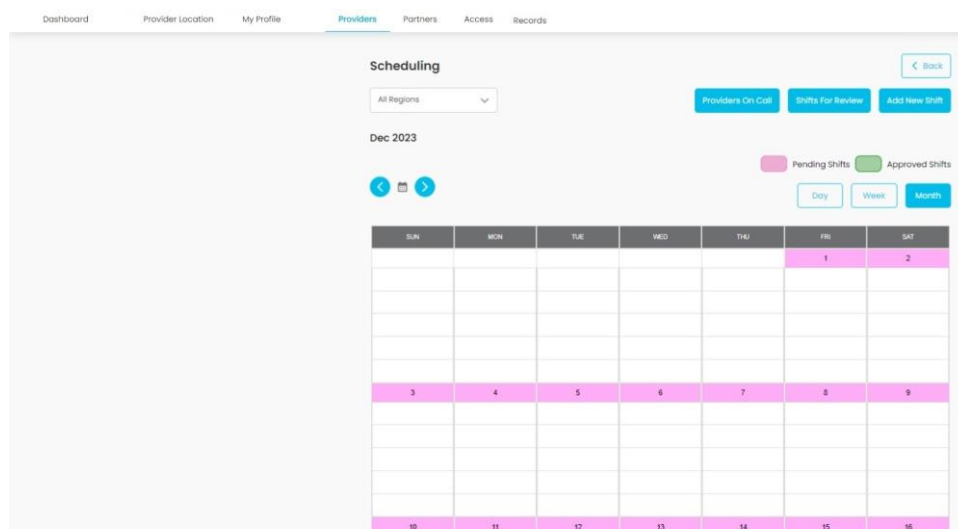 Dashboard Provider Location My Profile Providers Partners Access Records
Scheduling
Back
All Regions
Providers On Call Shifts For Review Add New Shift
Dec 2023
Pending Shifts Approved Shifts
Day Week Month
SUN MON TUE WED THU FRI SAT
1 2
3 4 5 6 7 8 9
10 11 12 13 14 15 16